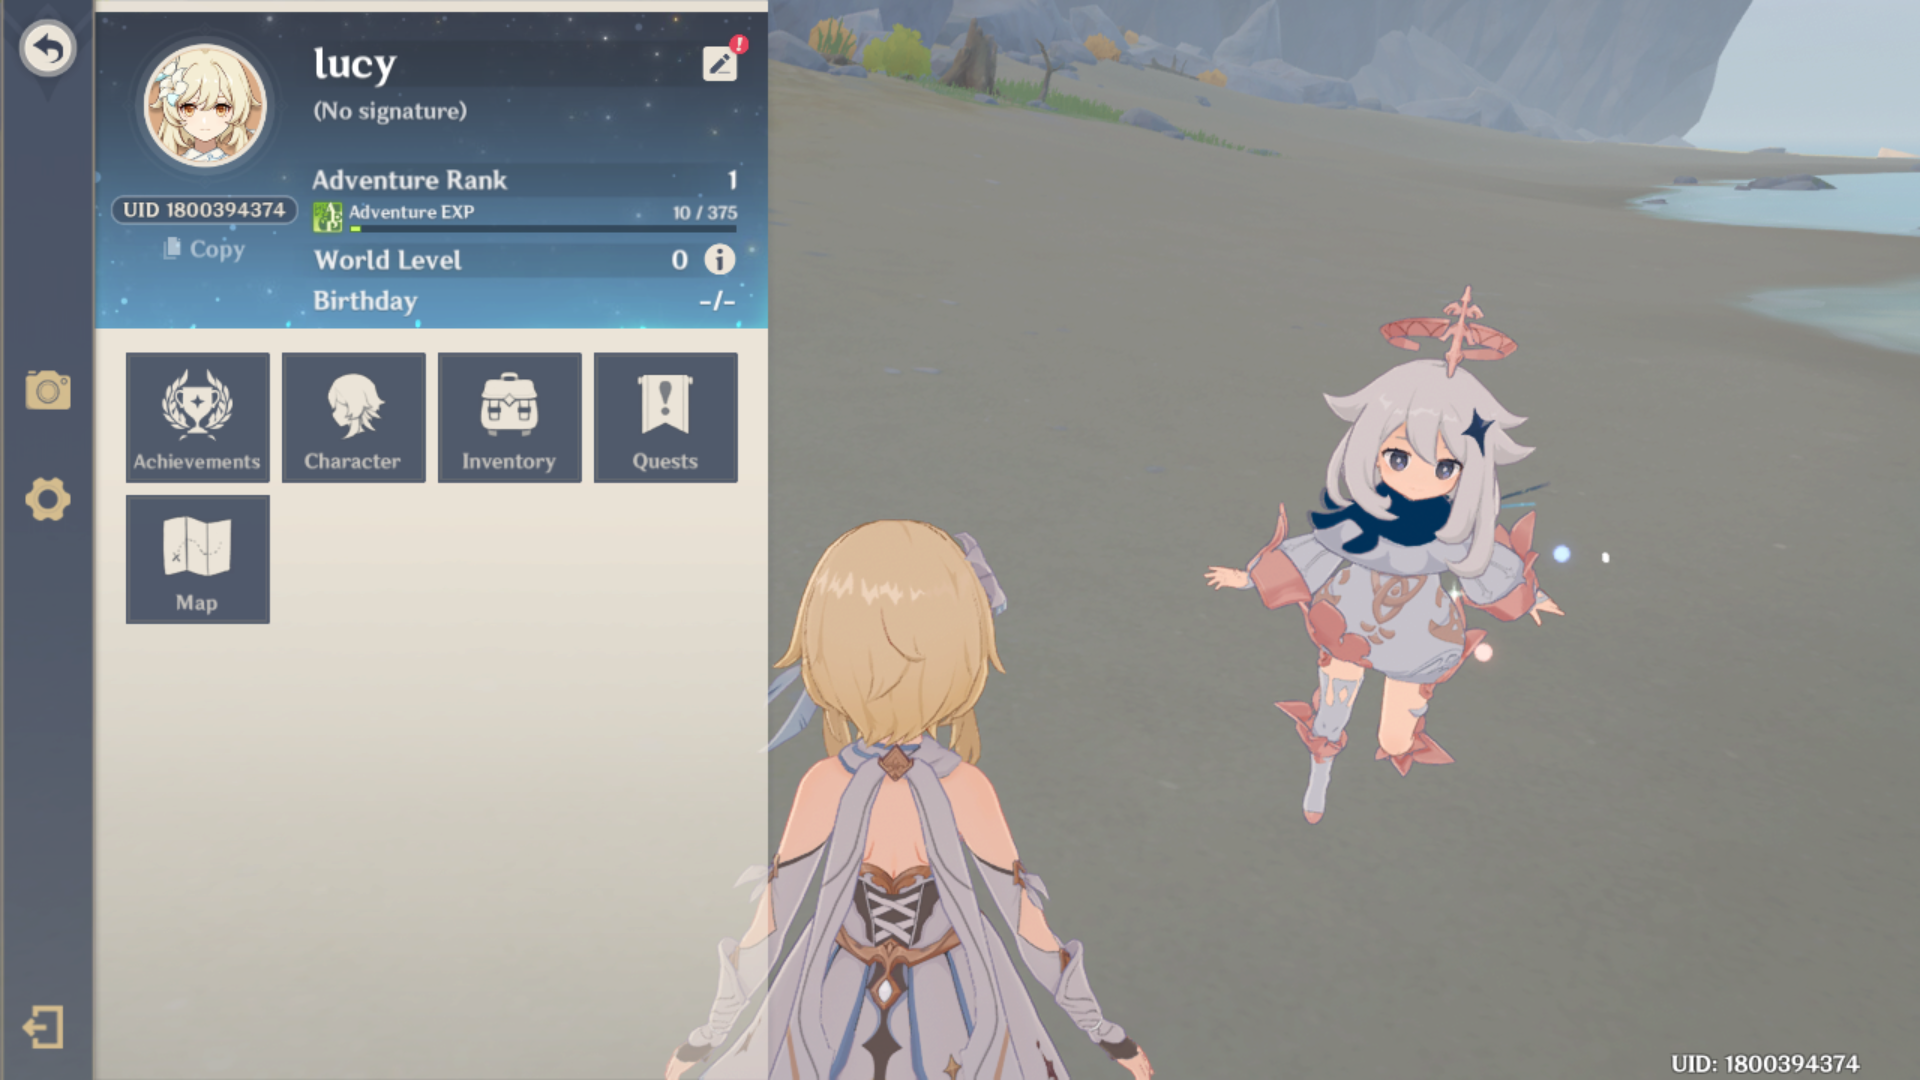 lucy
(No signature)
Adventure Rank 1
Adventure EXP 10 / 375
World Level 0
Birthday -/-
UID 1800394374
Copy
Achievements
Character
Inventory
Quests
Map
UID: 1800394374